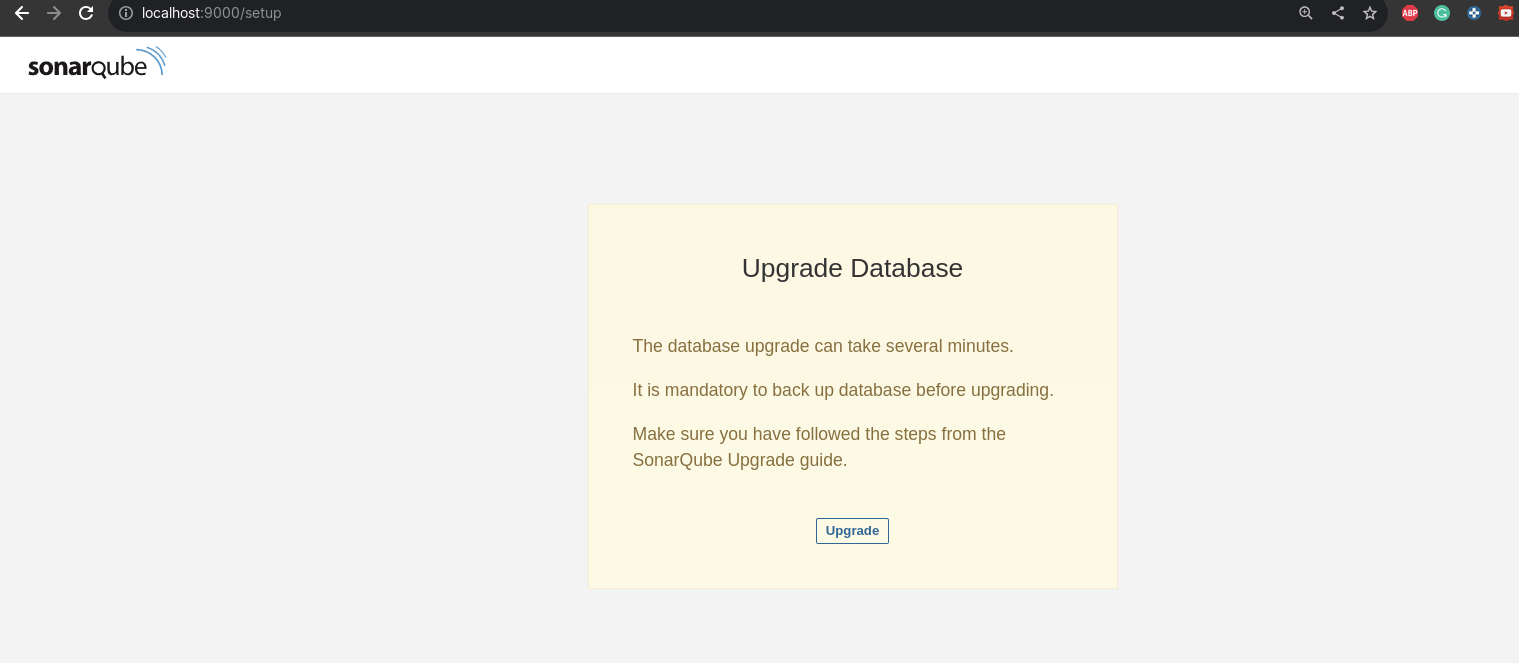 localhost:9000/setup
ABP
sonarqube
Upgrade Database
The database upgrade can take several minutes.
It is mandatory to back up database before upgrading.
Make sure you have followed the steps from the
SonarQube Upgrade guide.
Upgrade